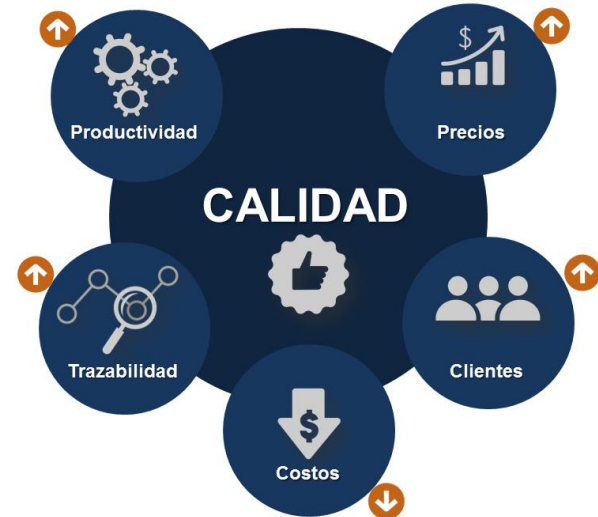 Productividad
$
Precios
CALIDAD
Trazabilidad
Clientes
$
Costos